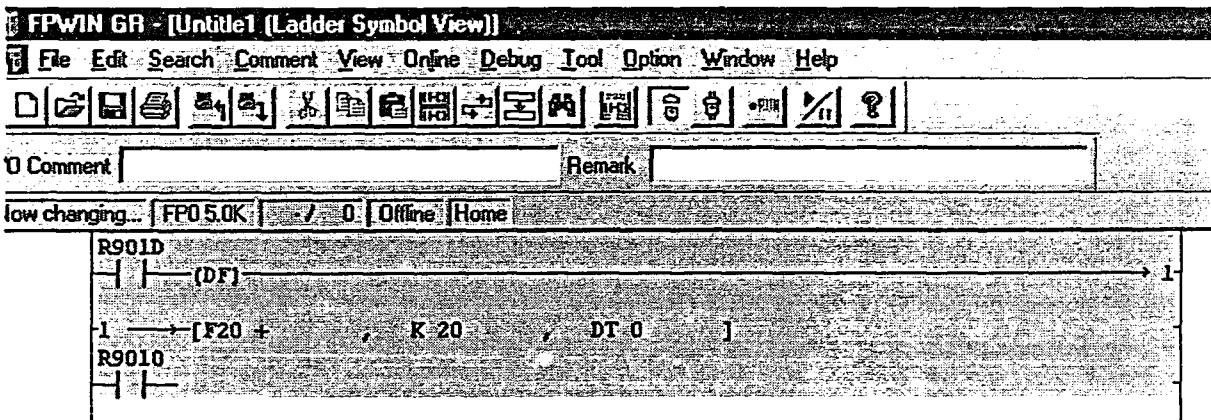 FPWIN GR - [Untitle1 (Ladder Symbol View)]
File Edit Search Comment View Online Debug Tool Option Window Help
O Comment Remark
low changing... FP0 5.0K - / 0 Offline Home
R901D
(DF) 1
1 [F20 + , K 20 , DT 0 ]
R9010